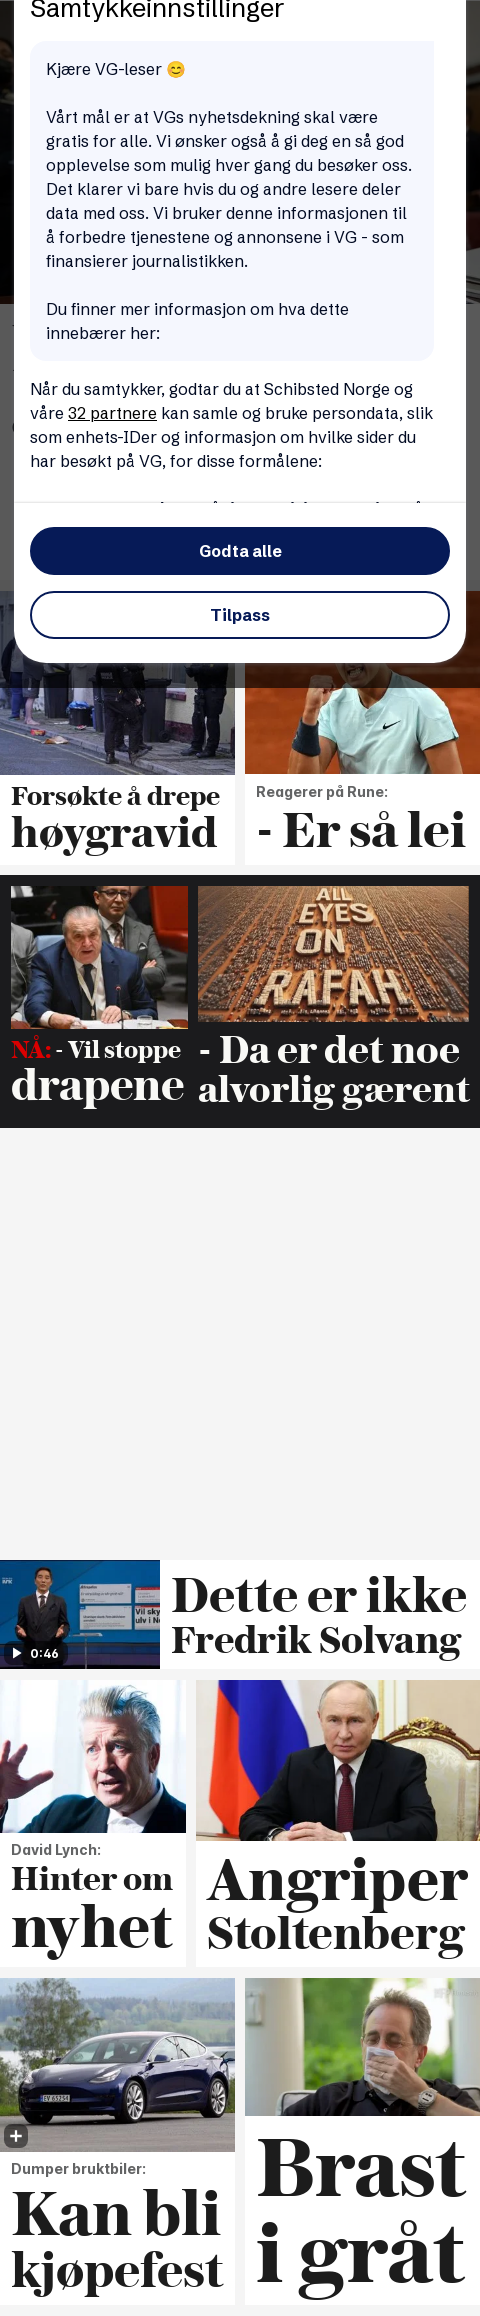 Samtykkeinnstillinger
Kjære VG-leser 😊
Vårt mål er at VGs nyhetsdekning skal være
gratis for alle. Vi ønsker også å gi deg en så god
opplevelse som mulig hver gang du besøker oss.
Det klarer vi bare hvis du og andre lesere deler
data med oss. Vi bruker denne informasjonen til
å forbedre tjenestene og annonsene i VG - som
finansierer journalistikken.
Du finner mer informasjon om hva dette
innebærer her:
Når du samtykker, godtar du at Schibsted Norge og
våre 32 partnere kan samle og bruke persondata, slik
som enhets-IDer og informasjon om hvilke sider du
har besøkt på VG, for disse formålene:
Godta alle
Tilpass
Forsøkte å drepe
høygravid
Reagerer på Rune:
- Er så lei
ALL
EYES
ON
RAFAH
NÅ: - Vil stoppe
drapene
- Da er det noe
alvorlig gærent
0:46
Dette er ikke
Fredrik Solvang
David Lynch:
Hinter om
nyhet
Angriper
Stoltenberg
Dumper bruktbiler:
Kan bli
kjøpefest
Brast
i gråt